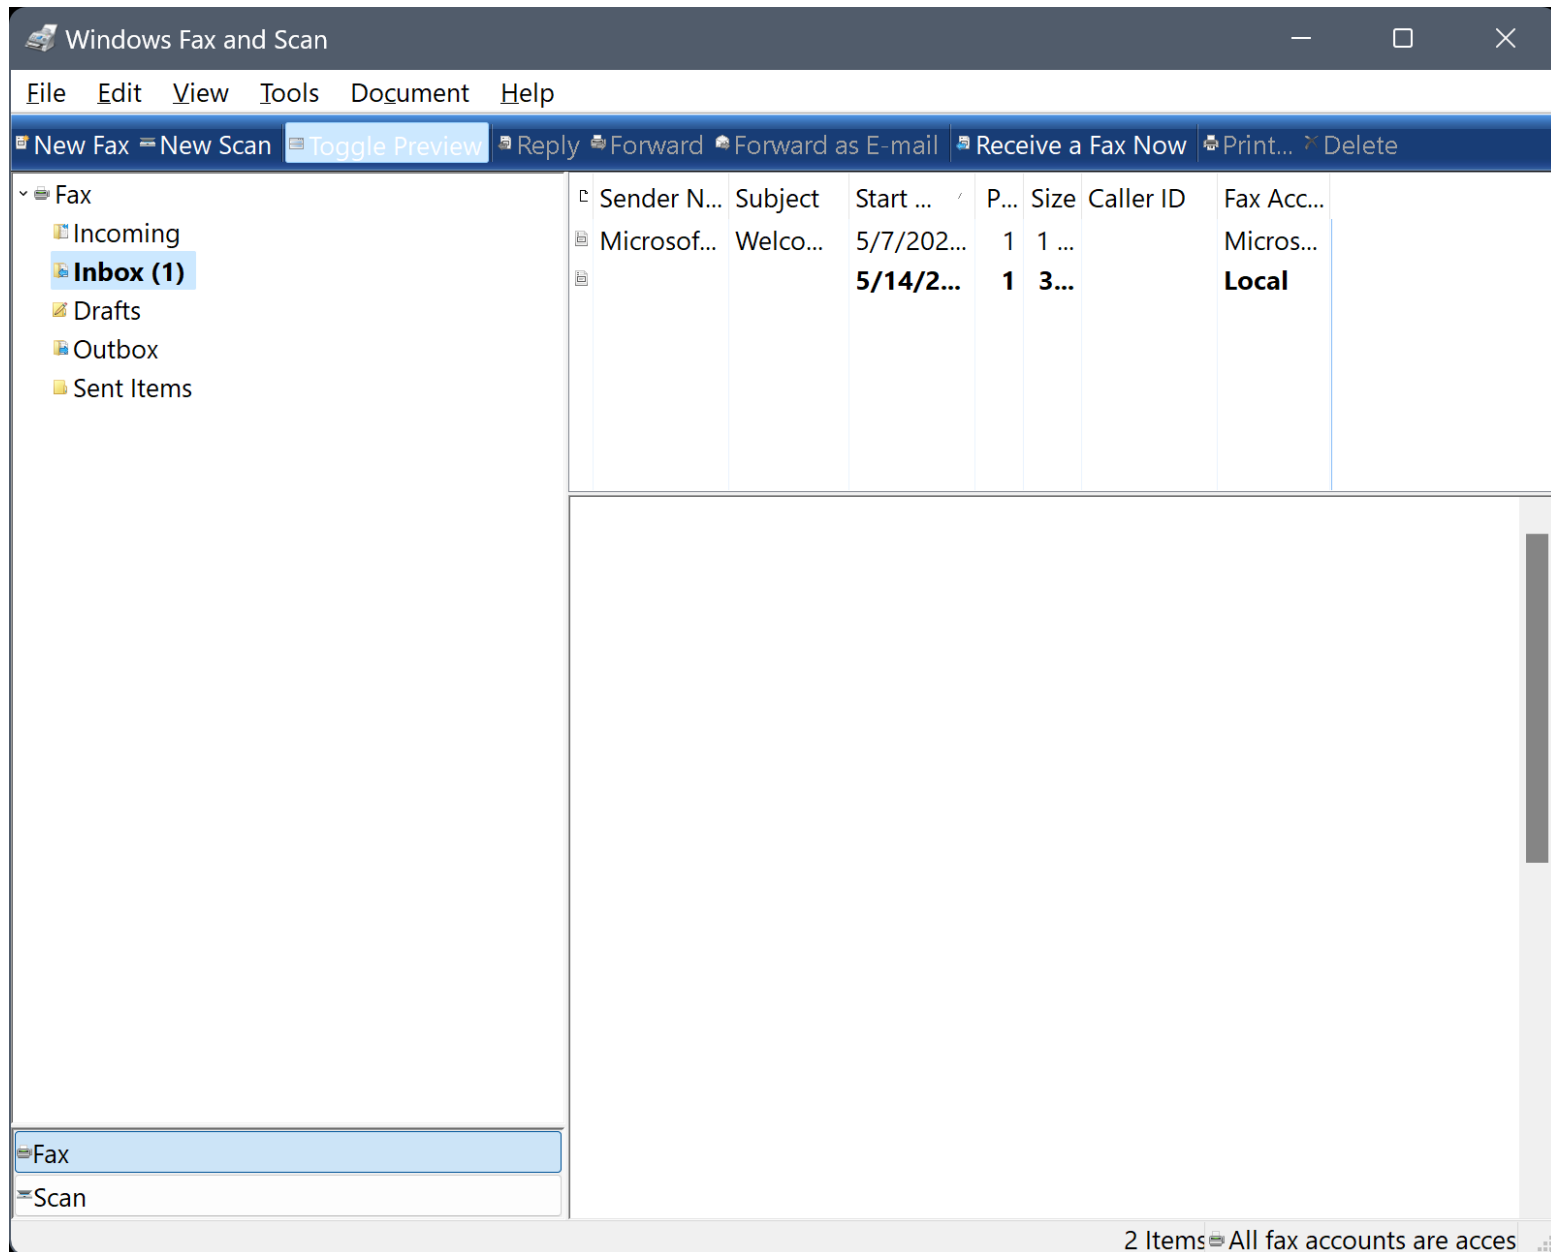 Windows Fax and Scan
File Edit View Tools Document Help
New Fax New Scan Toggle Preview Reply Forward Forward as E-mail Receive a Fax Now Print... Delete
Fax
Incoming
Inbox (1)
Drafts
Outbox
Sent Items
Sender N... Subject Start ... P... Size Caller ID Fax Acc...
Microsof... Welco... 5/7/202... 1 1 ... Micros...
5/14/2... 1 3... Local
Fax
Scan
2 Items All fax accounts are acces